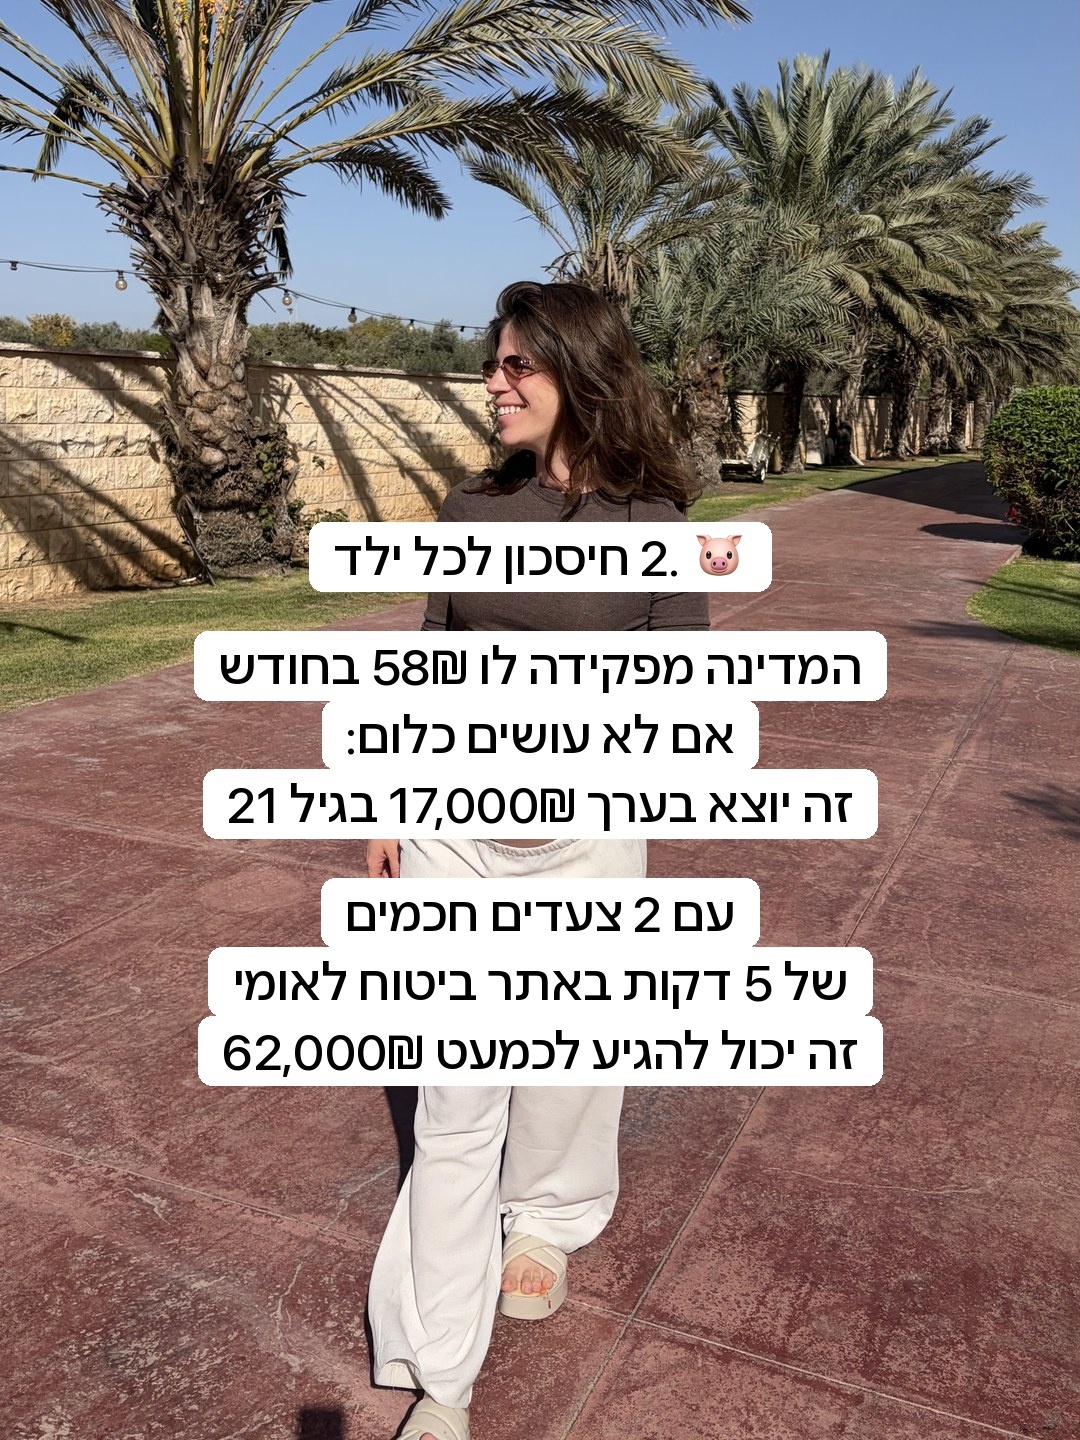 🐷 .2 חיסכון לכל ילד
המדינה מפקידה לו 58₪ בחודש
אם לא עושים כלום:
זה יוצא בערך 17,000₪ בגיל 21
עם 2 צעדים חכמים
של 5 דקות באתר ביטוח לאומי
זה יכול להגיע לכמעט 62,000₪